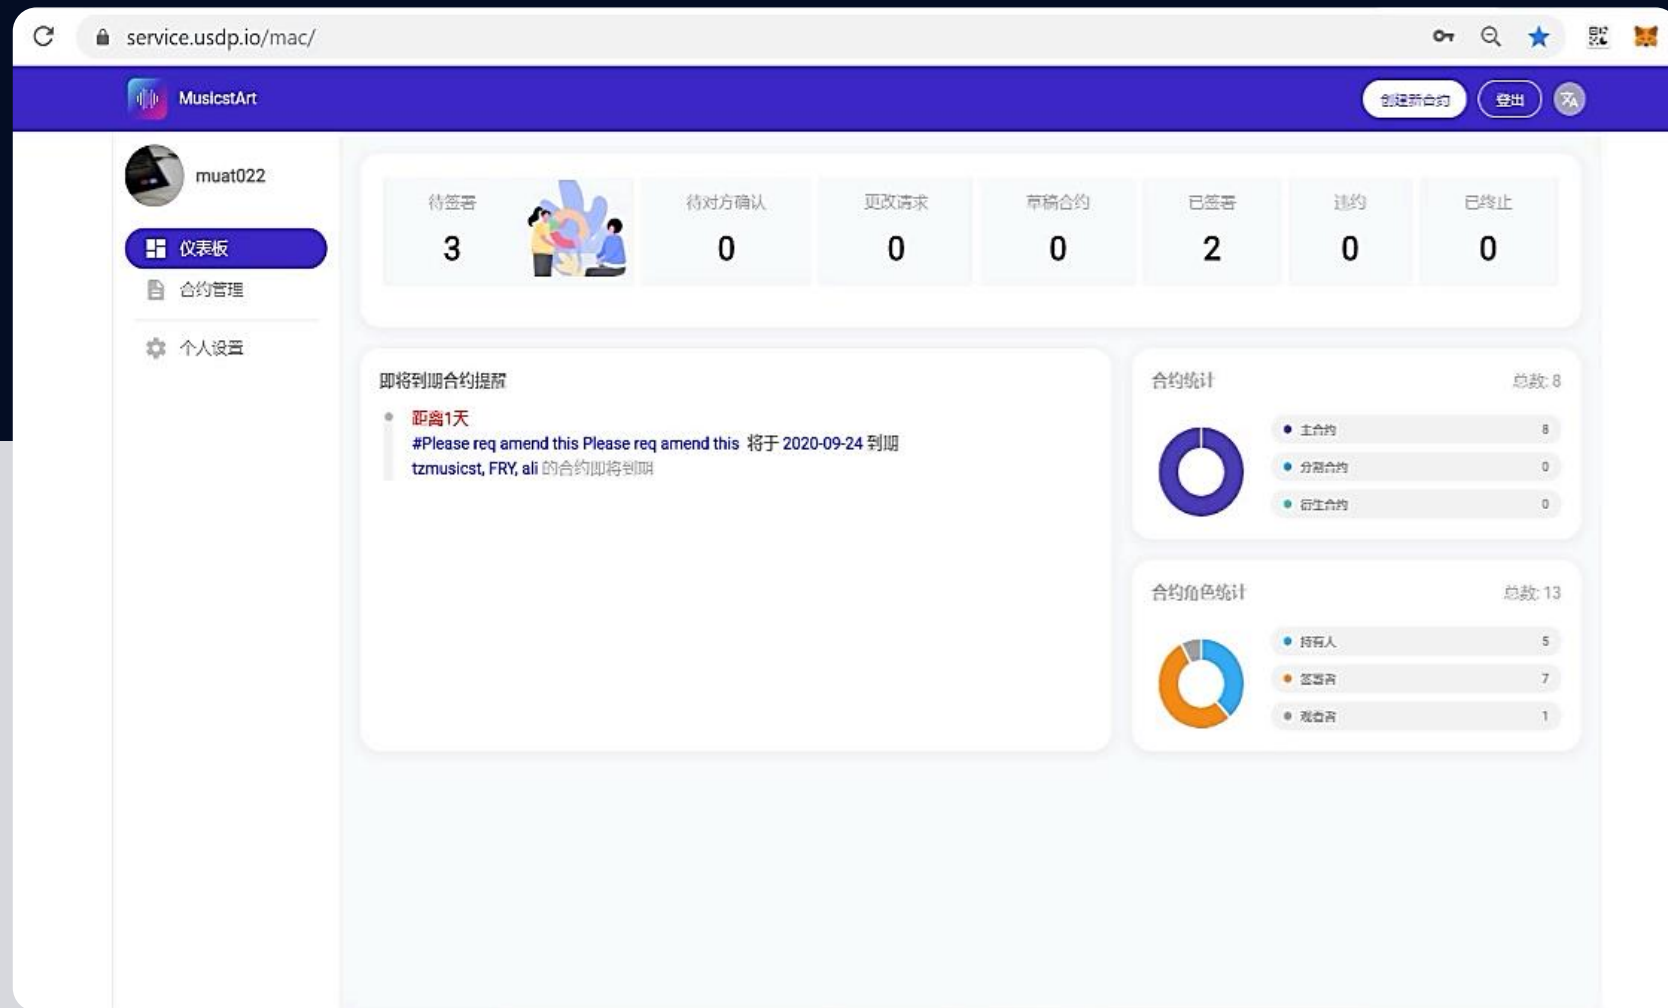 service.usdp.io/mac/
MusicstArt
创建新合约
登出
muat022
仪表板
合约管理
个人设置
待签署
3
待对方确认
0
更改请求
0
草稿合约
0
已签署
2
违约
0
已终止
0
即将到期合约提醒
距离1天
#Please req amend this Please req amend this 将于 2020-09-24 到期
tzmusicst, FRY, ali 的合约即将到期
合约统计
总数: 8
主合约 8
分割合约 0
衍生合约 0
合约角色统计
总数: 13
持有人 5
签署者 7
观看者 1